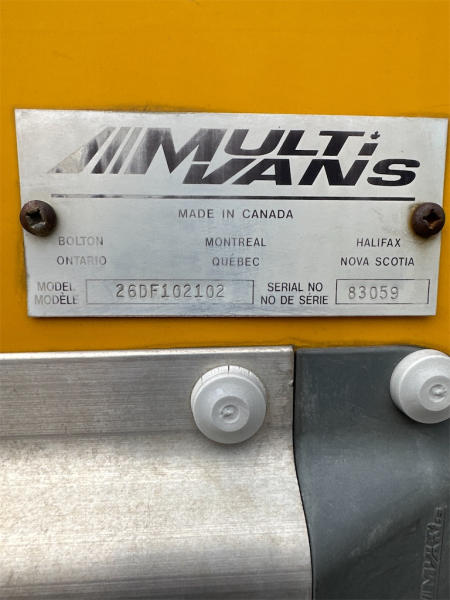 MULTI
VANS
MADE IN CANADA
BOLTON MONTREAL HALIFAX
ONTARIO QUÉBEC NOVA SCOTIA
MODEL 26DF102102 SERIAL NO 83059
MODÈLE NO DE SÉRIE